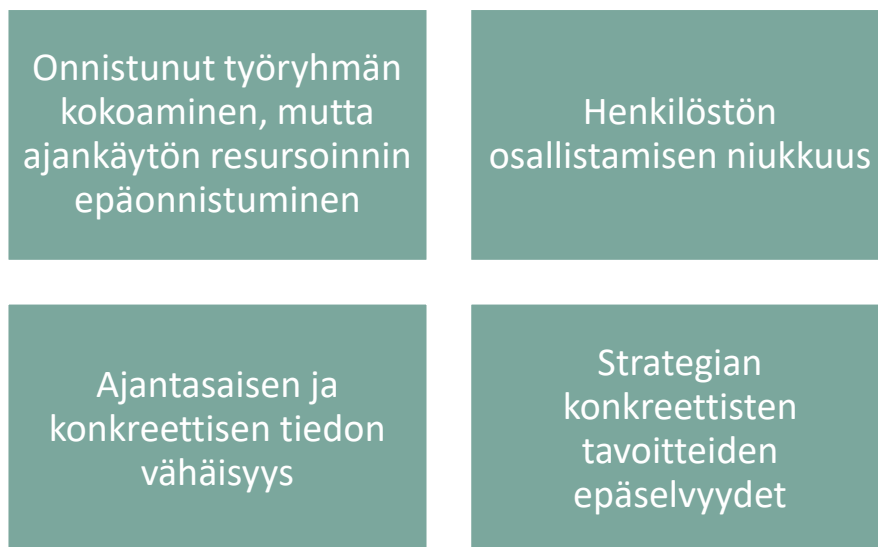 Onnistunut työryhmän
kokoaminen, mutta
ajankäytön resursoinnin
epäonnistuminen
Henkilöstön
osallistamisen niukkuus
Ajantasaisen ja
konkreettisen tiedon
vähäisyys
Strategian
konkreettisten
tavoitteiden
epäselvyydet